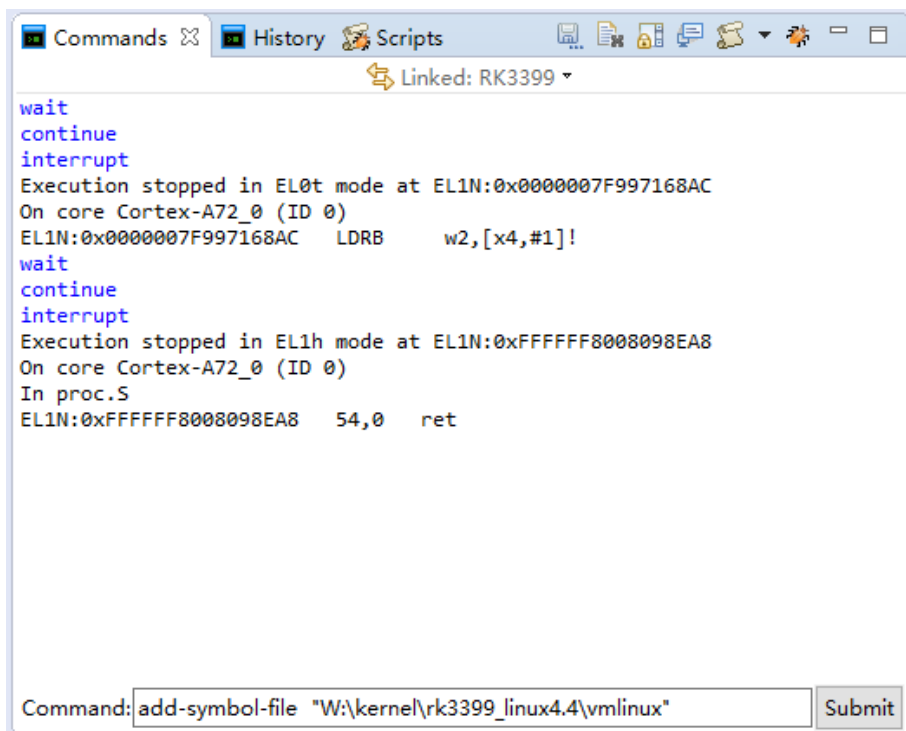 Commands History Scripts
Linked: RK3399
wait
continue
interrupt
Execution stopped in EL0t mode at EL1N:0x0000007F997168AC
On core Cortex-A72_0 (ID 0)
EL1N:0x0000007F997168AC   LDRB     w2,[x4,#1]!
wait
continue
interrupt
Execution stopped in EL1h mode at EL1N:0xFFFFFF8008098EA8
On core Cortex-A72_0 (ID 0)
In proc.S
EL1N:0xFFFFFF8008098EA8   54,0   ret
Command: add-symbol-file  "W:\kernel\rk3399_linux4.4\vmlinux" Submit